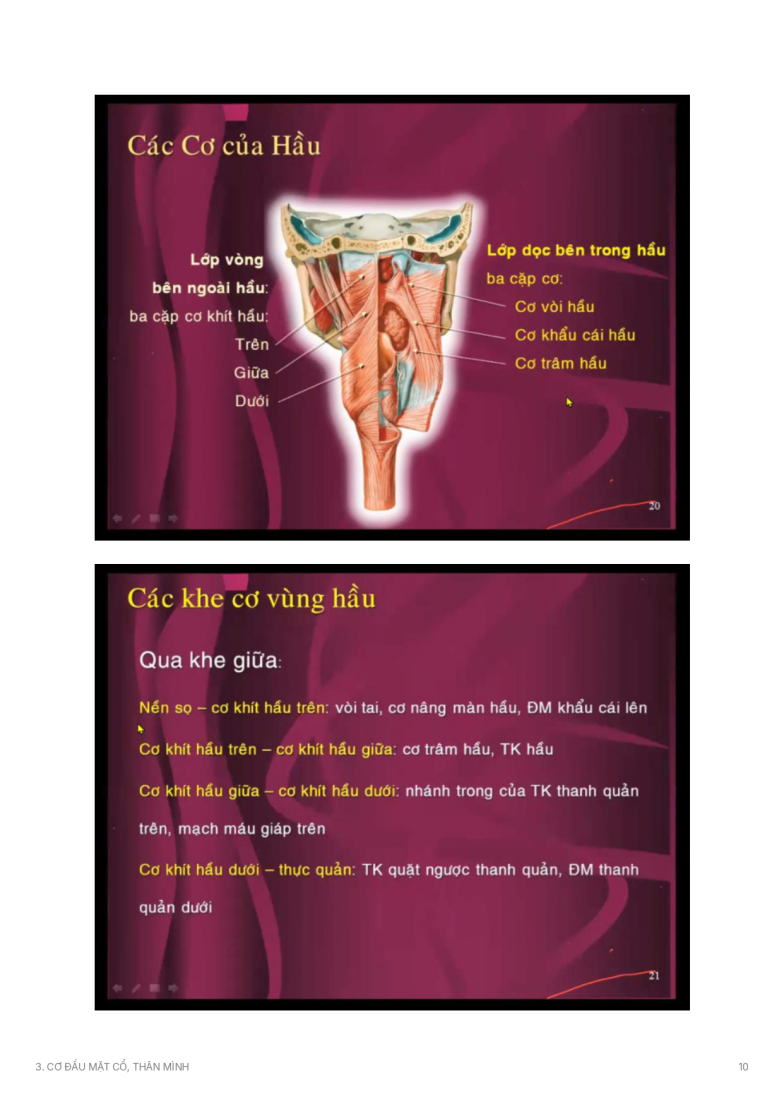 Các Cơ của Hầu
Lớp vòng
bên ngoài hầu:
ba cặp cơ khít hầu:
Trên
Giữa
Dưới
Lớp dọc bên trong hầu
ba cặp cơ:
Cơ vòi hầu
Cơ khẩu cái hầu
Cơ trâm hầu
20
Các khe cơ vùng hầu
Qua khe giữa:
Nền sọ – cơ khít hầu trên: vòi tai, cơ nâng màn hầu, ĐM khẩu cái lên
Cơ khít hầu trên – cơ khít hầu giữa: cơ trâm hầu, TK hầu
Cơ khít hầu giữa – cơ khít hầu dưới: nhánh trong của TK thanh quản
trên, mạch máu giáp trên
Cơ khít hầu dưới – thực quản: TK quặt ngược thanh quản, ĐM thanh
quản dưới
21
3. CƠ ĐẦU MẶT CỔ, THÂN MÌNH
10